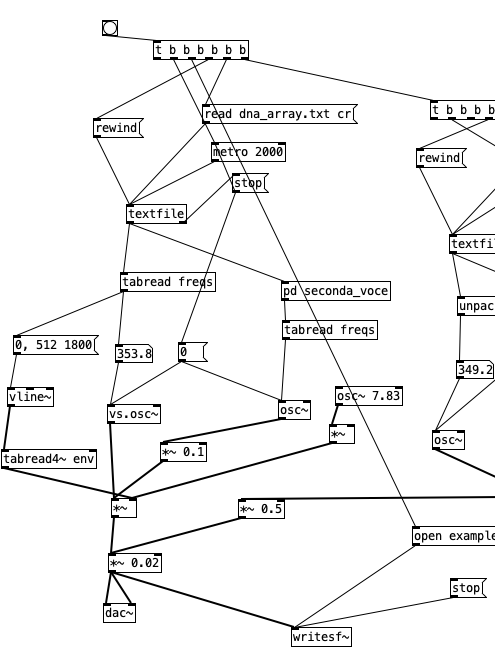 t b b b b b b
t b b b b
read dna_array.txt cr
rewind
metro 2000
rewind
stop
textfile
textfi
tabread freqs
pd seconda_voce
unpac
tabread freqs
0, 512 1800
353.8
0
349.2
vline~
osc~ 7.83
vs.osc~
osc~
*~
osc~
*~ 0.1
tabread4~ env
*~
*~ 0.5
open example
*~ 0.02
stop
dac~
writesf~